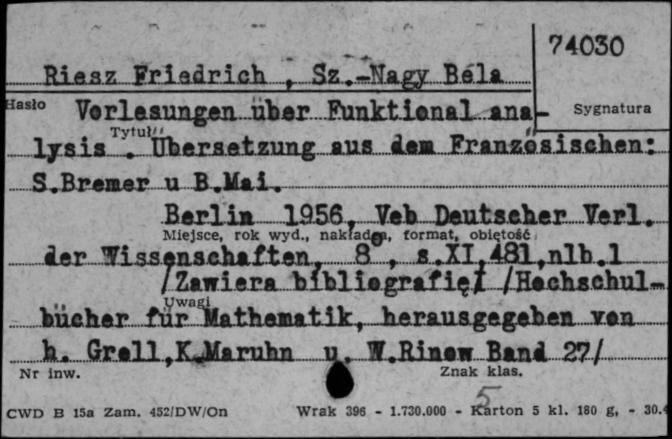 74030
Riesz Friedrich , Sz.-Nagy Béla
Hasło Vorlesungen über Funktional ana- Sygnatura
Tytuł
lysis . Übersetzung aus dem Französischen:
S.Bremer u B.Mai.
Berlin 1956, Veb Deutscher Verl.
Miejsce, rok wyd., nakładca, format, objętość
der Wissenschaften, 8°, s.XI,481,nlb.1
/Zawiera bibliografię/ /Hochschul-
Uwagi
bücher für Mathematik, herausgegeben von
h. Grell,K.Maruhn u. W.Rinow Band 27/
Nr inw. Znak klas.
5
CWD B 15a Zam. 452/DW/On Wrak 396 - 1.730.000 - Karton 5 kl. 180 g, - 30.4